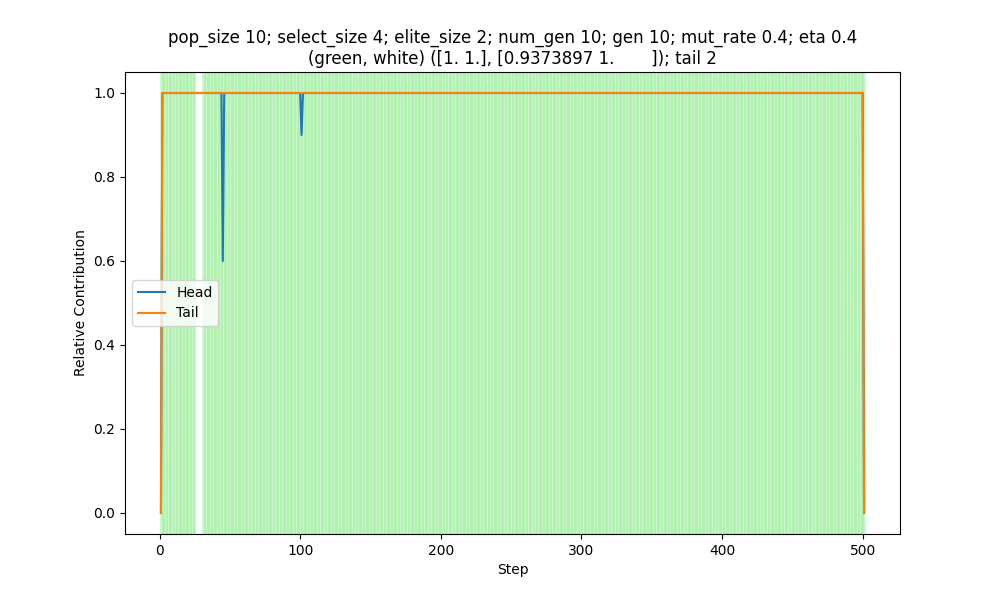 pop_size 10; select_size 4; elite_size 2; num_gen 10; gen 10; mut_rate 0.4; eta 0.4
(green, white) ([1. 1.], [0.9373897 1.        ]); tail 2
1.0
0.8
0.6
0.4
0.2
0.0
Relative Contribution
Head
Tail
0 100 200 300 400 500
Step